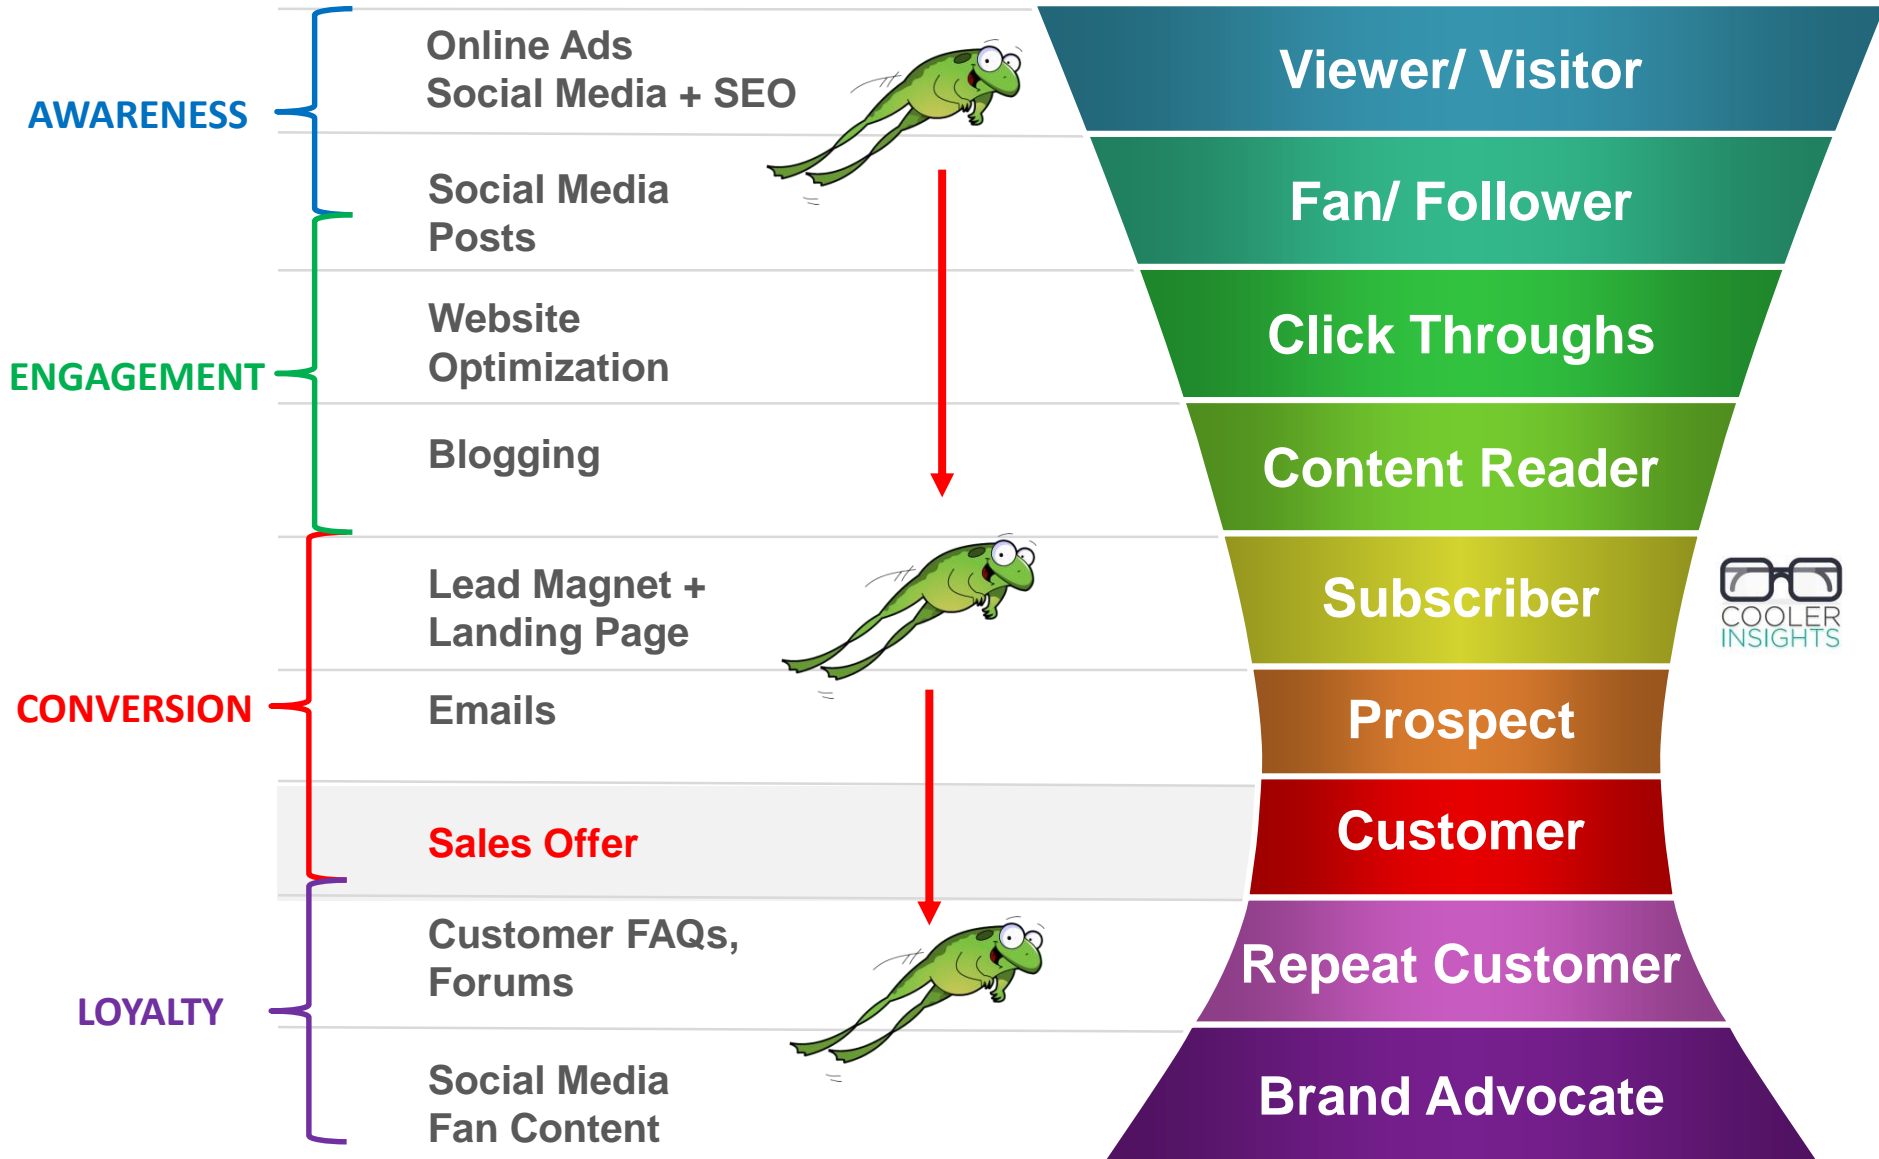 AWARENESS
Online Ads
Social Media + SEO
Viewer/ Visitor
Social Media
Posts
Fan/ Follower
ENGAGEMENT
Website
Optimization
Click Throughs
Blogging
Content Reader
CONVERSION
Lead Magnet +
Landing Page
Subscriber
COOLER
INSIGHTS
Emails
Prospect
Sales Offer
Customer
LOYALTY
Customer FAQs,
Forums
Repeat Customer
Social Media
Fan Content
Brand Advocate